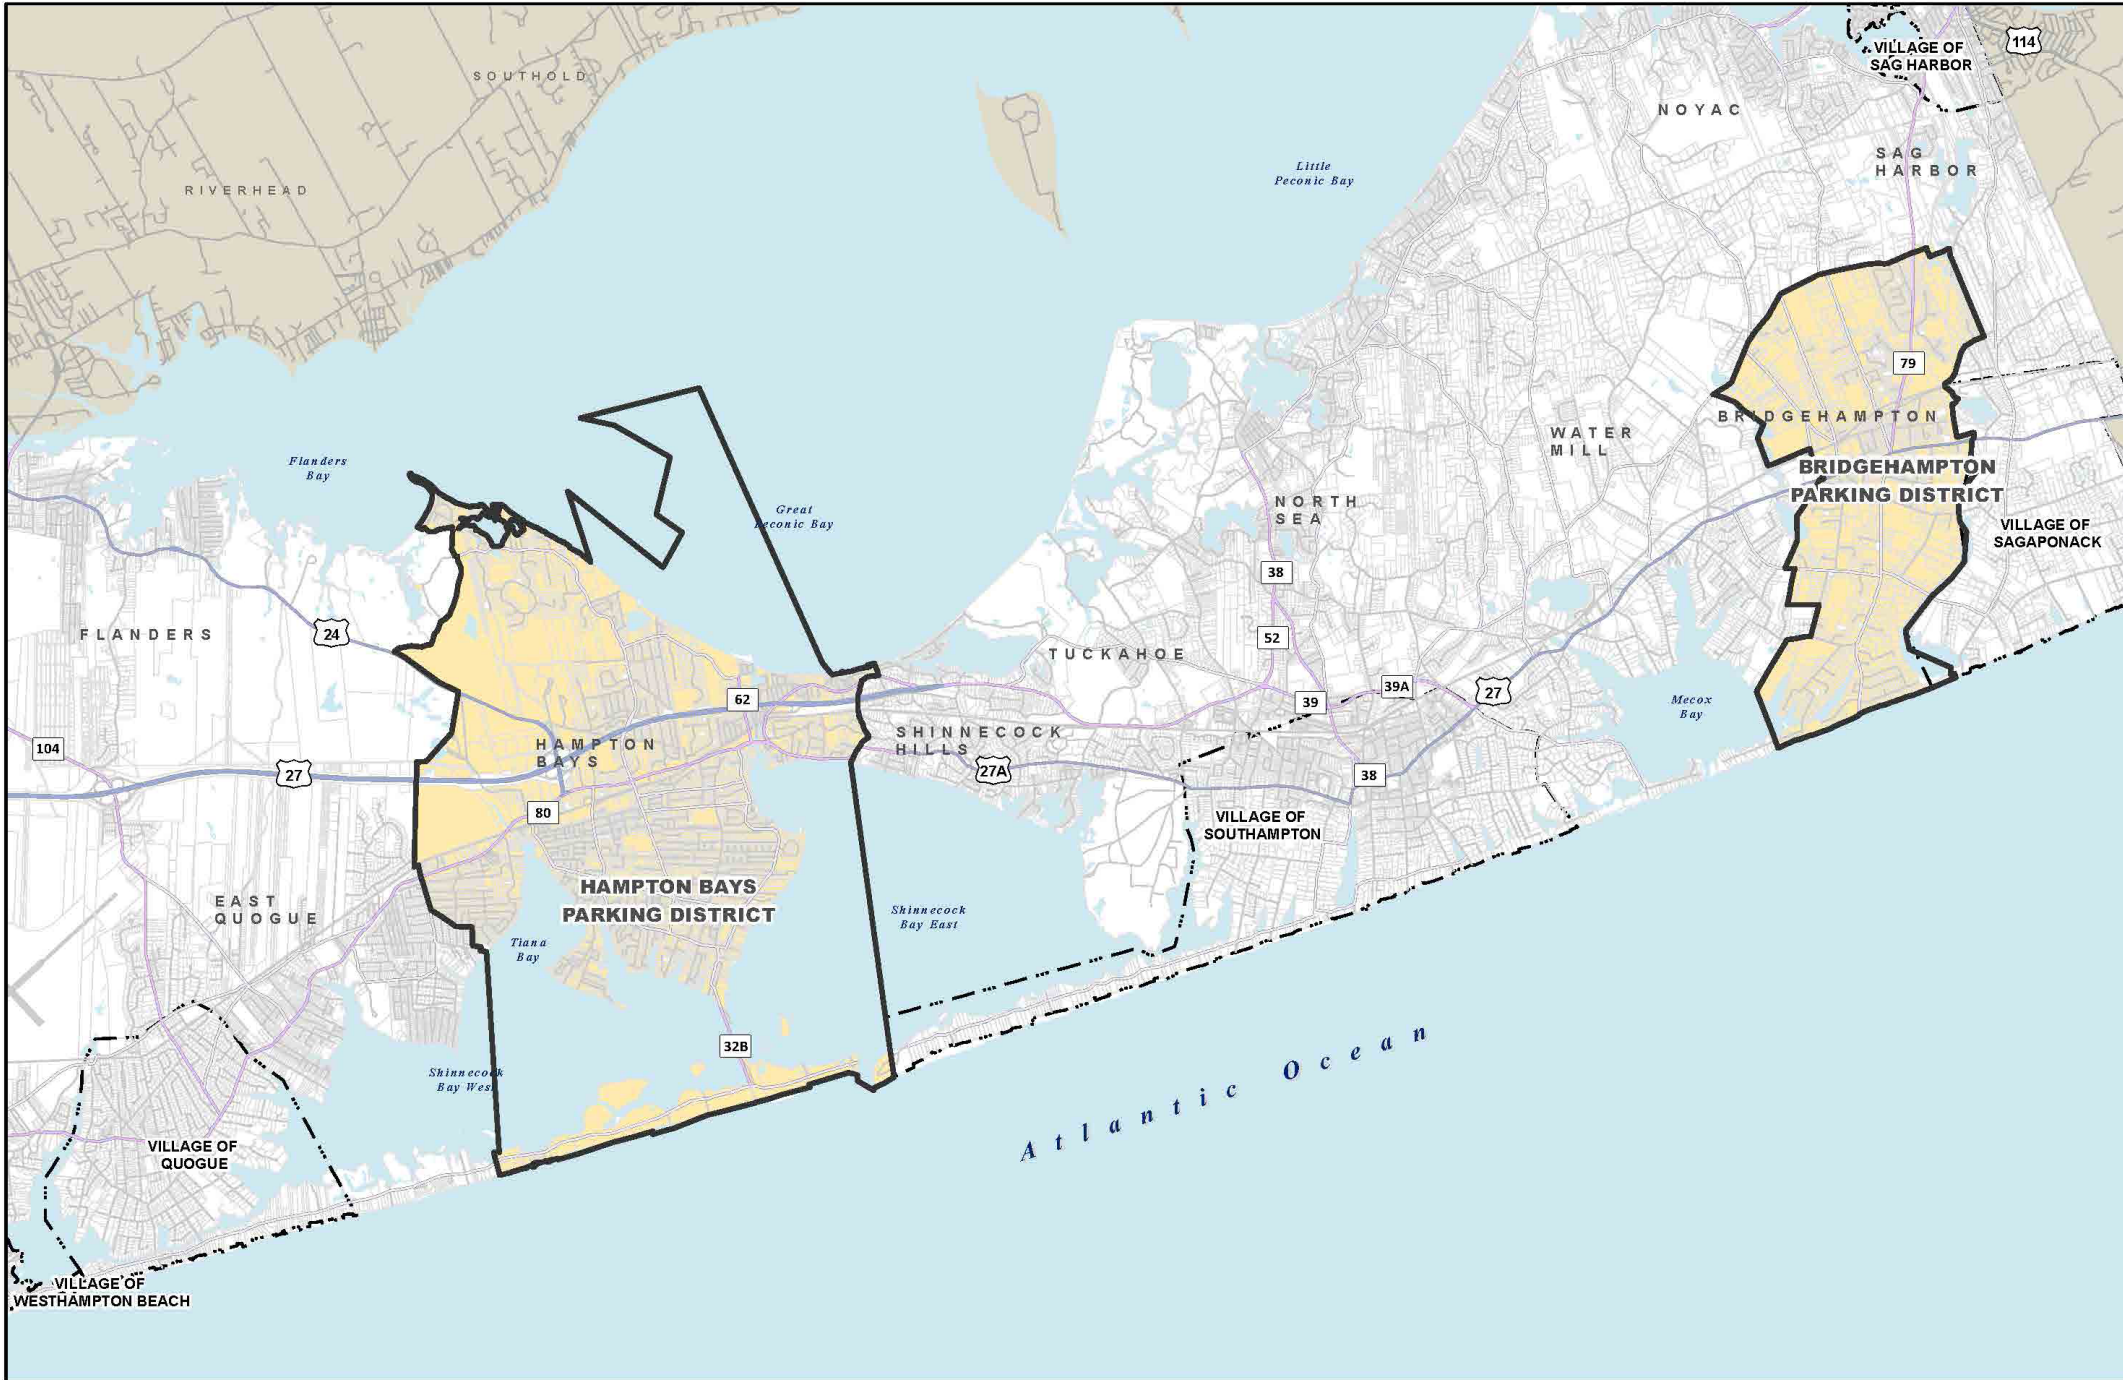 VILLAGE OF
SAG HARBOR
114
SOUTHOLD
NOYAC
SAG
HARBOR
Little
Peconic Bay
RIVERHEAD
79
BRIDGEHAMPTON
WATER
MILL
Flanders
Bay
BRIDGEHAMPTON
PARKING DISTRICT
NORTH
SEA
Great
Peconic Bay
VILLAGE OF
SAGAPONACK
38
FLANDERS
24
52
TUCKAHOE
62
39
39A
27
Mecox
Bay
104
HAMPTON
BAYS
SHINNECOCK
HILLS
27
27A
38
80
VILLAGE OF
SOUTHAMPTON
HAMPTON BAYS
PARKING DISTRICT
EAST
QUOGUE
Shinnecock
Bay East
Tiana
Bay
32B
Atlantic Ocean
Shinnecock
Bay West
VILLAGE OF
QUOGUE
VILLAGE OF
WESTHAMPTON BEACH